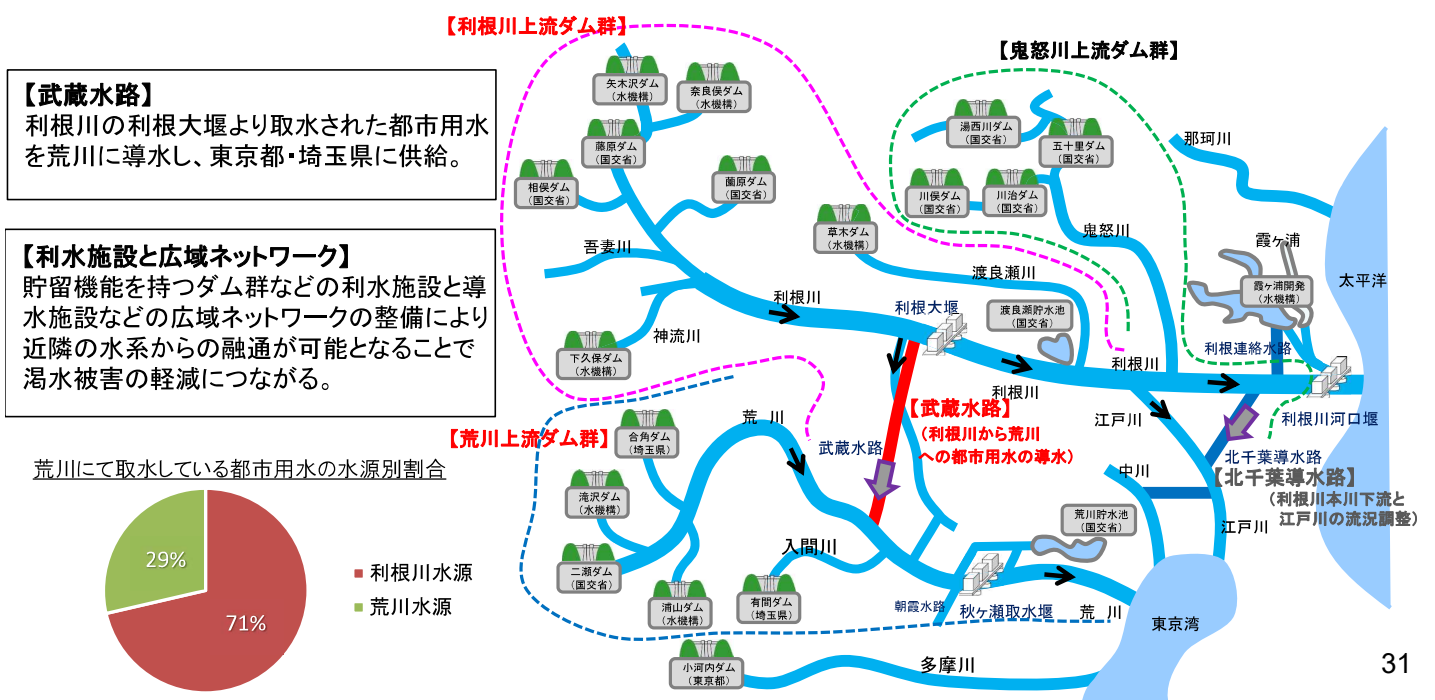 【武蔵水路】
利根川の利根大堰より取水された都市用水
を荒川に導水し、東京都・埼玉県に供給。
【利水施設と広域ネットワーク】
貯留機能を持つダム群などの利水施設と導
水施設などの広域ネットワークの整備により
近隣の水系からの融通が可能となることで
渇水被害の軽減につながる。
荒川にて取水している都市用水の水源別割合
29%
71%
利根川水源
荒川水源
【利根川上流ダム群】
矢木沢ダム
(水機構)
奈良俣ダム
(水機構)
藤原ダム
(国交省)
相俣ダム
(国交省)
薗原ダム
(国交省)
吾妻川
草木ダム
(水機構)
渡良瀬川
利根川
神流川
下久保ダム
(水機構)
【鬼怒川上流ダム群】
湯西川ダム
(国交省)
五十里ダム
(国交省)
川俣ダム
(国交省)
川治ダム
(国交省)
鬼怒川
那珂川
霞ヶ浦
霞ヶ浦開発
(水機構)
太平洋
利根大堰
渡良瀬貯水池
(国交省)
利根連絡水路
利根川
利根川
利根川河口堰
江戸川
北千葉導水路
【北千葉導水路】
(利根川本川下流と
江戸川の流況調整)
中川
江戸川
【武蔵水路】
(利根川から荒川
への都市用水の導水)
武蔵水路
【荒川上流ダム群】
合角ダム
(埼玉県)
荒 川
滝沢ダム
(水機構)
二瀬ダム
(国交省)
浦山ダム
(水機構)
有間ダム
(埼玉県)
入間川
荒川貯水池
(国交省)
朝霞水路
秋ヶ瀬取水堰
荒 川
東京湾
小河内ダム
(東京都)
多摩川
31